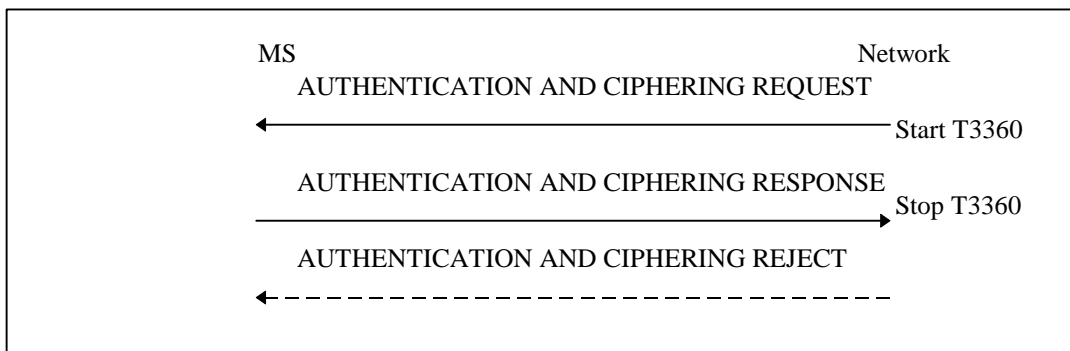 MS Network
AUTHENTICATION AND CIPHERING REQUEST
Start T3360
AUTHENTICATION AND CIPHERING RESPONSE
Stop T3360
AUTHENTICATION AND CIPHERING REJECT